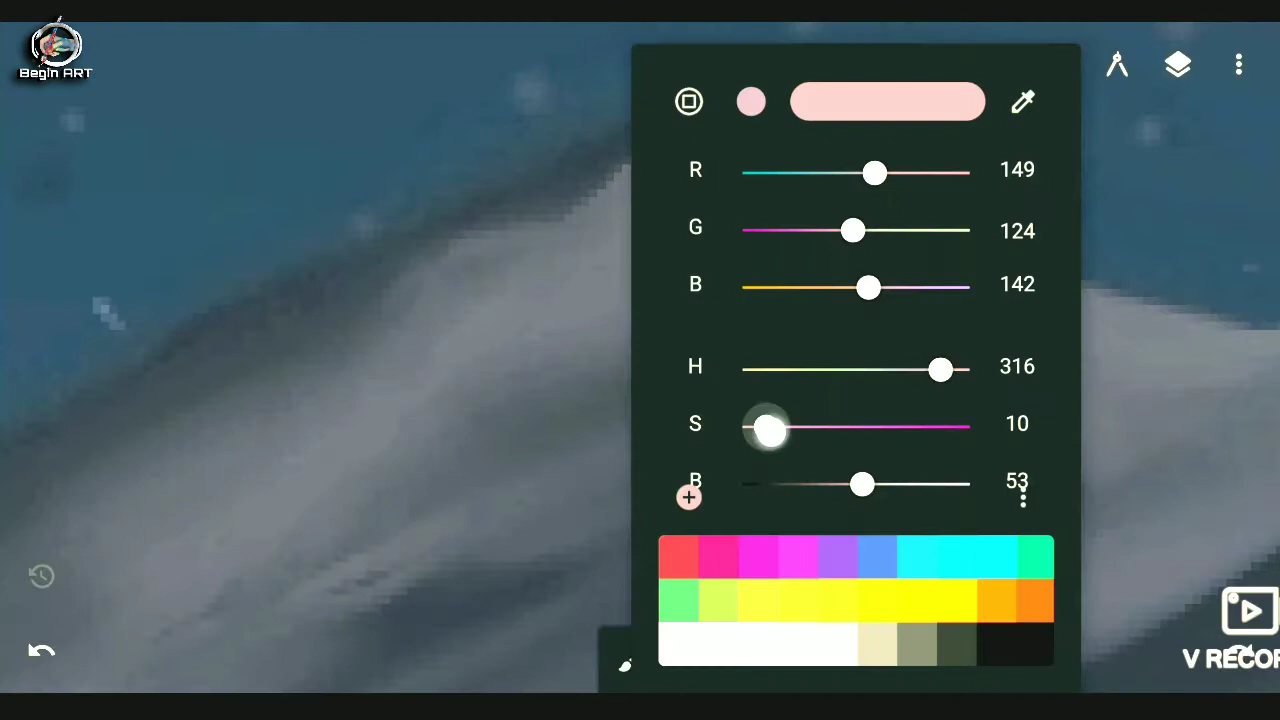 BegIn ART
R 149
G 124
B 142
H 316
S 10
B 53
V RECOR